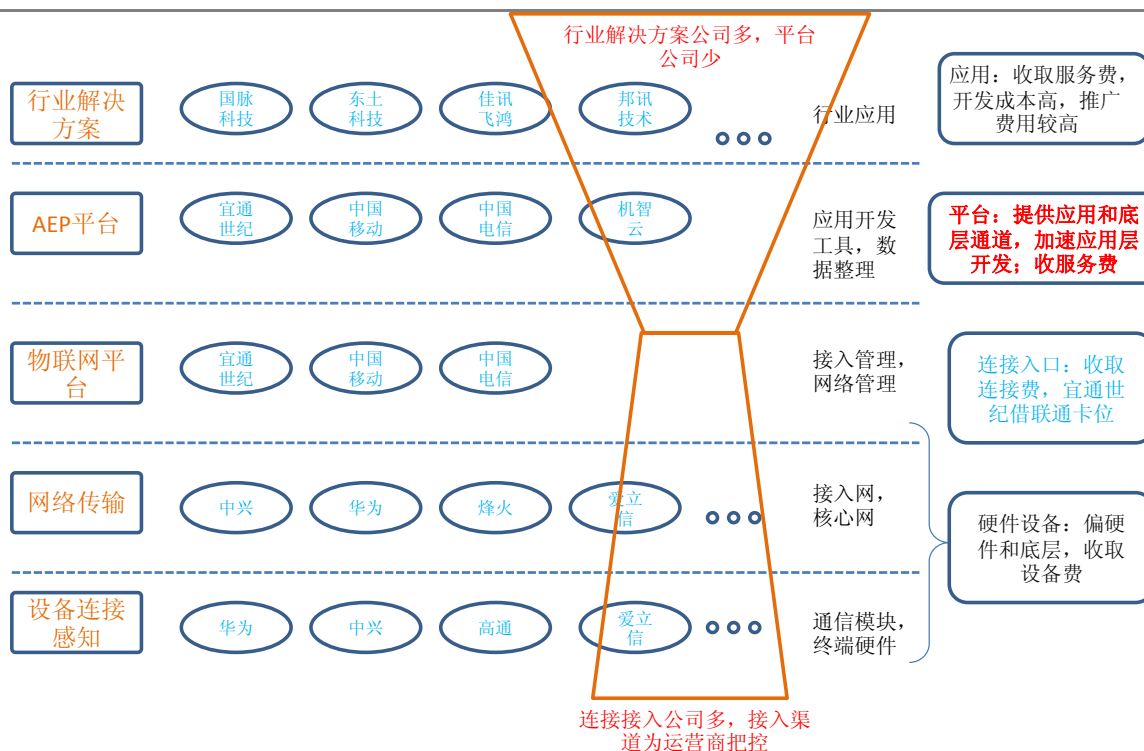 行业解决方案公司多，平台
公司少
行业解决
方案
国脉
科技
东土
科技
佳讯
飞鸿
邦讯
技术
行业应用
应用：收取服务费，
开发成本高，推广
费用较高
AEP平台
宜通
世纪
中国
移动
中国
电信
机智
云
应用开发
工具，数
据整理
平台：提供应用和底
层通道，加速应用层
开发；收服务费
物联网平
台
宜通
世纪
中国
移动
中国
电信
接入管理，
网络管理
连接入口：收取
连接费，宜通世
纪借联通卡位
网络传输
中兴
华为
烽火
爱立
信
接入网，
核心网
硬件设备：偏硬
件和底层，收取
设备费
设备连接
感知
华为
中兴
高通
爱立
信
通信模块，
终端硬件
连接接入公司多，接入渠
道为运营商把控